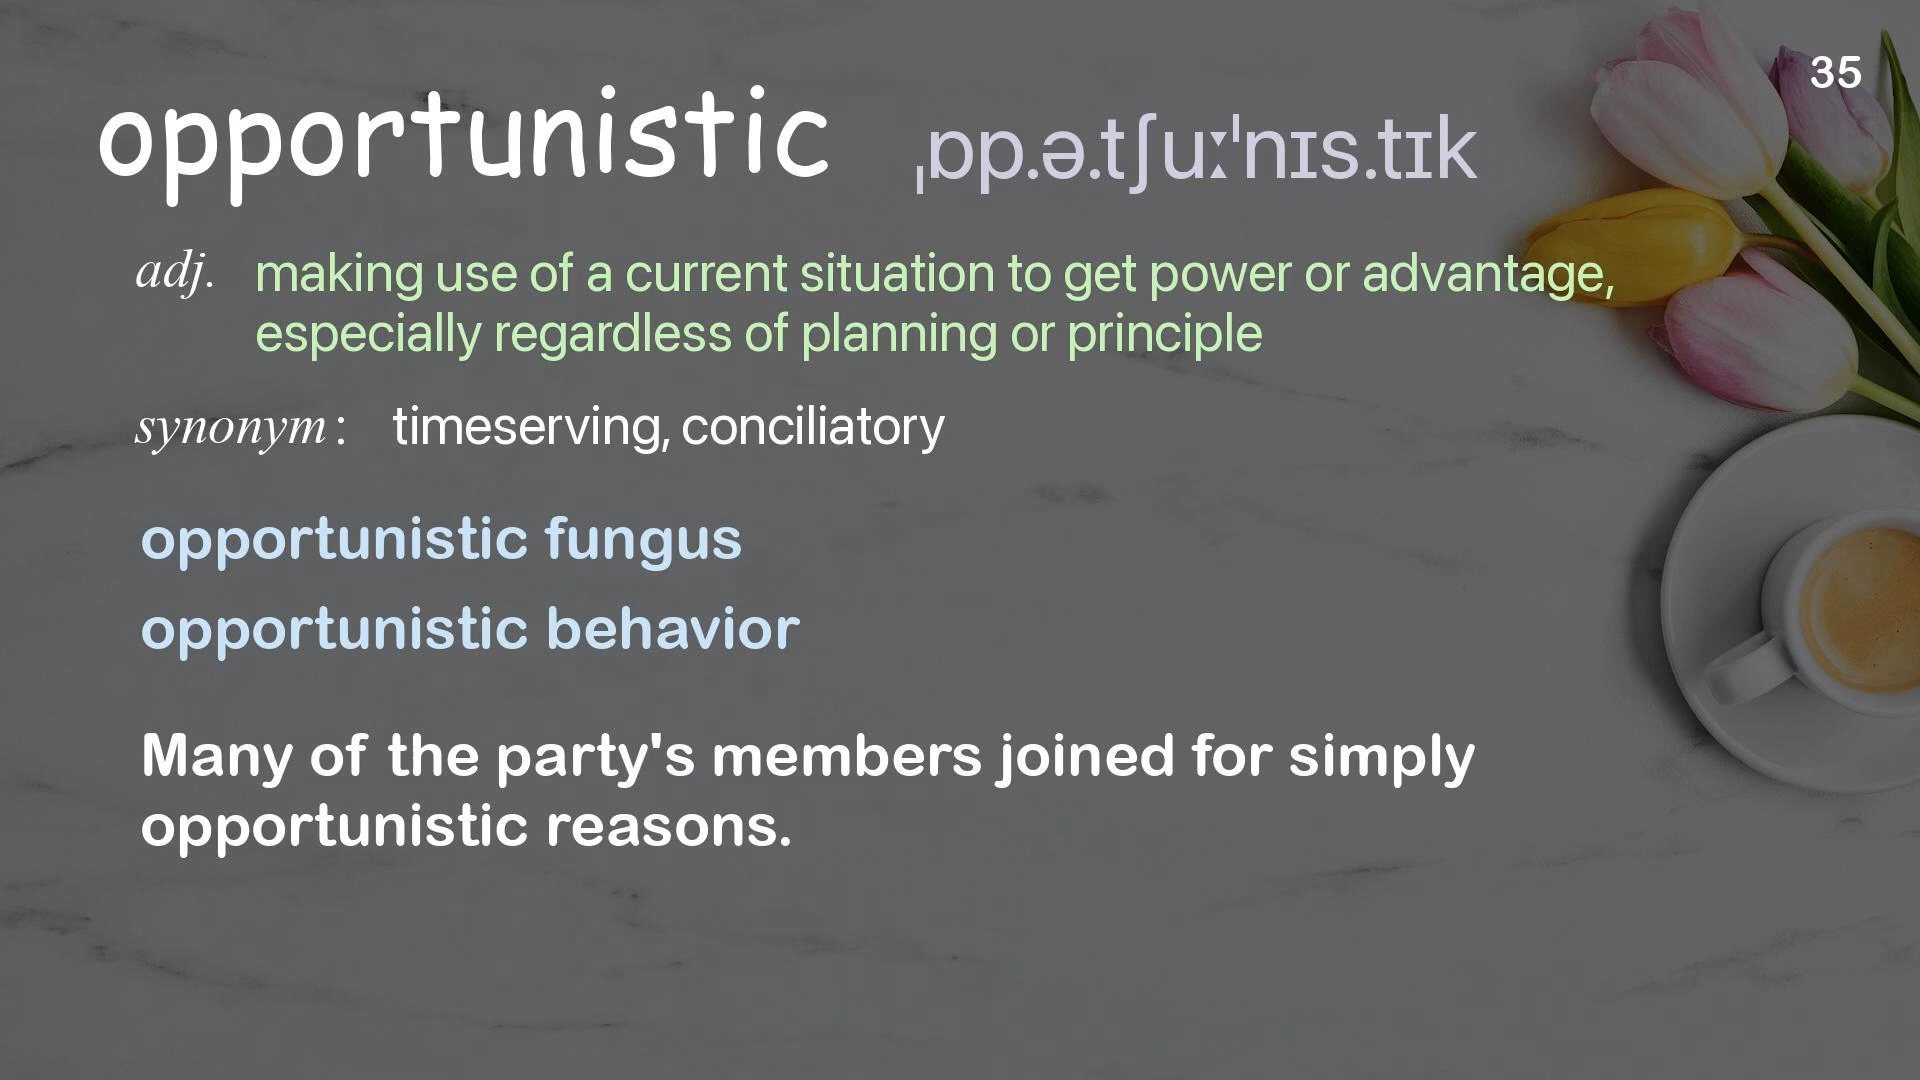 35
opportunistic ˌɒp.ə.tʃuːˈnɪs.tɪk
adj. making use of a current situation to get power or advantage,
especially regardless of planning or principle
synonym: timeserving, conciliatory
opportunistic fungus
opportunistic behavior
Many of the party's members joined for simply
opportunistic reasons.